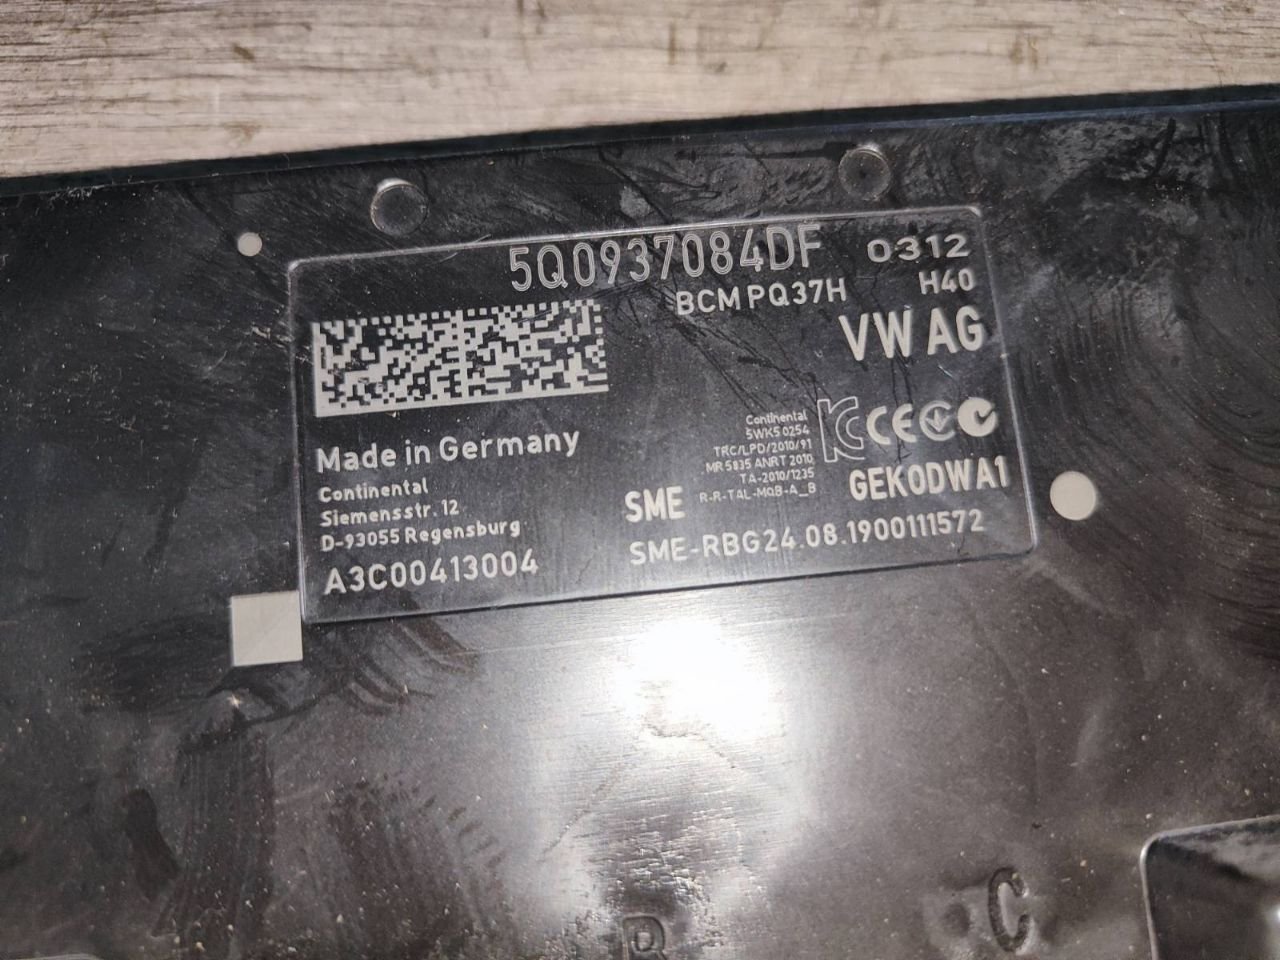 5Q0937084DF 0312
BCM PQ37H H40
VW AG
Made in Germany
Continental
Siemensstr. 12
D-93055 Regensburg
A3C00413004
Continental
5WK5 0254
TRC/LPD/2010/91
MR 5835 ANRT 2010
TA-2010/1235
R-R-TAL-MQB-A_B
CE
SME
GEK0DWA1
SME-RBG24.08.1900111572
B
C